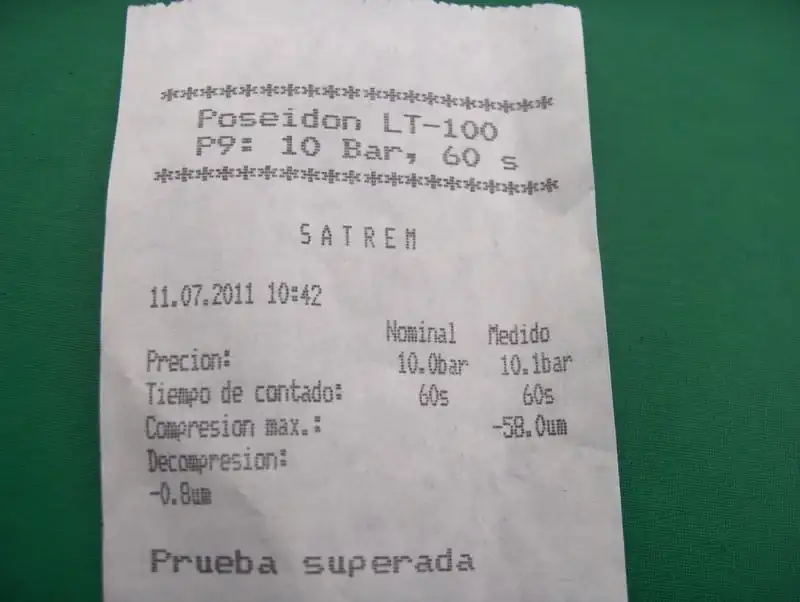 ************************
Poseidon LT-100
P9: 10 Bar, 60 s
************************
SATREM
11.07.2011 10:42
Nominal Medido
Precion: 10.0bar 10.1bar
Tiempo de contado: 60s 60s
Compresion max.: -58.0um
Decompresion:
-0.8um
Prueba superada